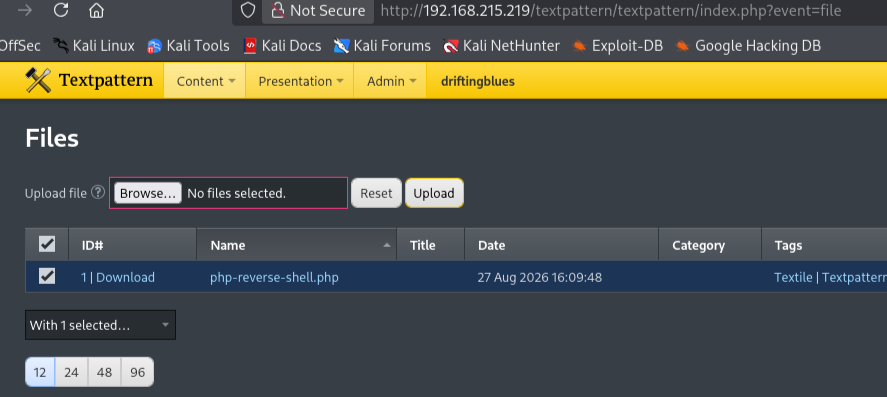 Not Secure http://192.168.215.219/textpattern/textpattern/index.php?event=file
OffSec Kali Linux Kali Tools Kali Docs Kali Forums Kali NetHunter Exploit-DB Google Hacking DB
Textpattern Content Presentation Admin driftingblues
Files
Upload file ? Browse... No files selected. Reset Upload
ID# Name Title Date Category Tags
1 | Download php-reverse-shell.php 27 Aug 2026 16:09:48 Textile | Textpattern
With 1 selected...
12 24 48 96